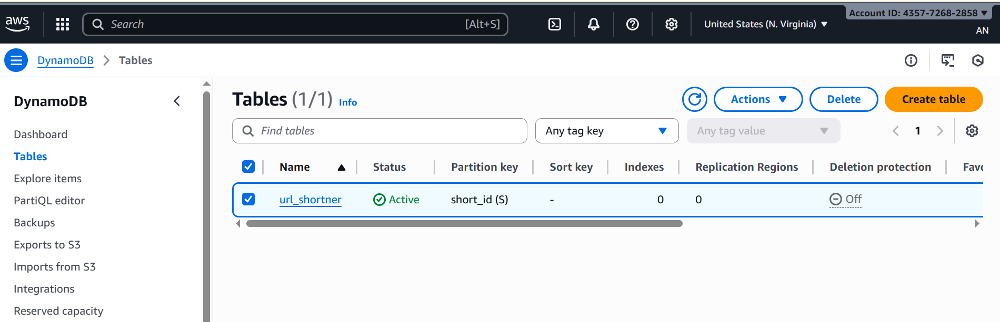 aws
Search [Alt+S]
United States (N. Virginia)
Account ID: 4357-7268-2858
AN
DynamoDB Tables
DynamoDB
Dashboard
Tables
Explore items
PartiQL editor
Backups
Exports to S3
Imports from S3
Integrations
Reserved capacity
Tables (1/1) Info
Actions Delete Create table
Find tables Any tag key Any tag value 1
Name Status Partition key Sort key Indexes Replication Regions Deletion protection
url_shortner Active short_id (S) - 0 0 Off